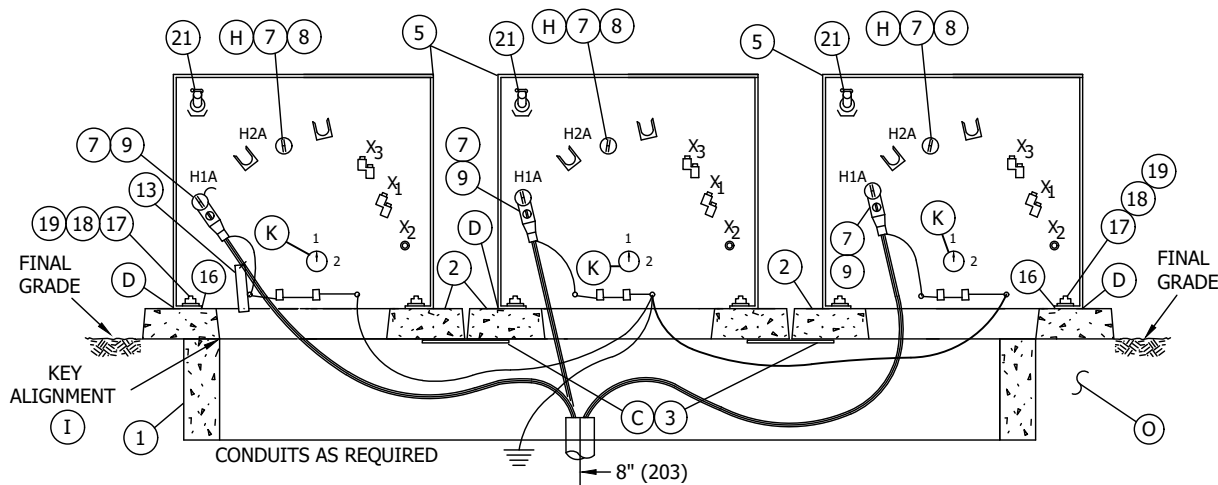 21 H 7 8 5 21 H 7 8 5 21 H 7 8
H2A H2A H2A
X3 X3 X3
7 9 7 19
H1A H1A H1A
13 9 X1 X1 X1 18
19 18 17 K 1 2 X2 D K 1 2 X2 7 K 1 2 X2 17
9
FINAL
GRADE
D 16 2 2 16 D
FINAL
GRADE
KEY
ALIGNMENT
I 1 C 3 O
CONDUITS AS REQUIRED
8" (203)